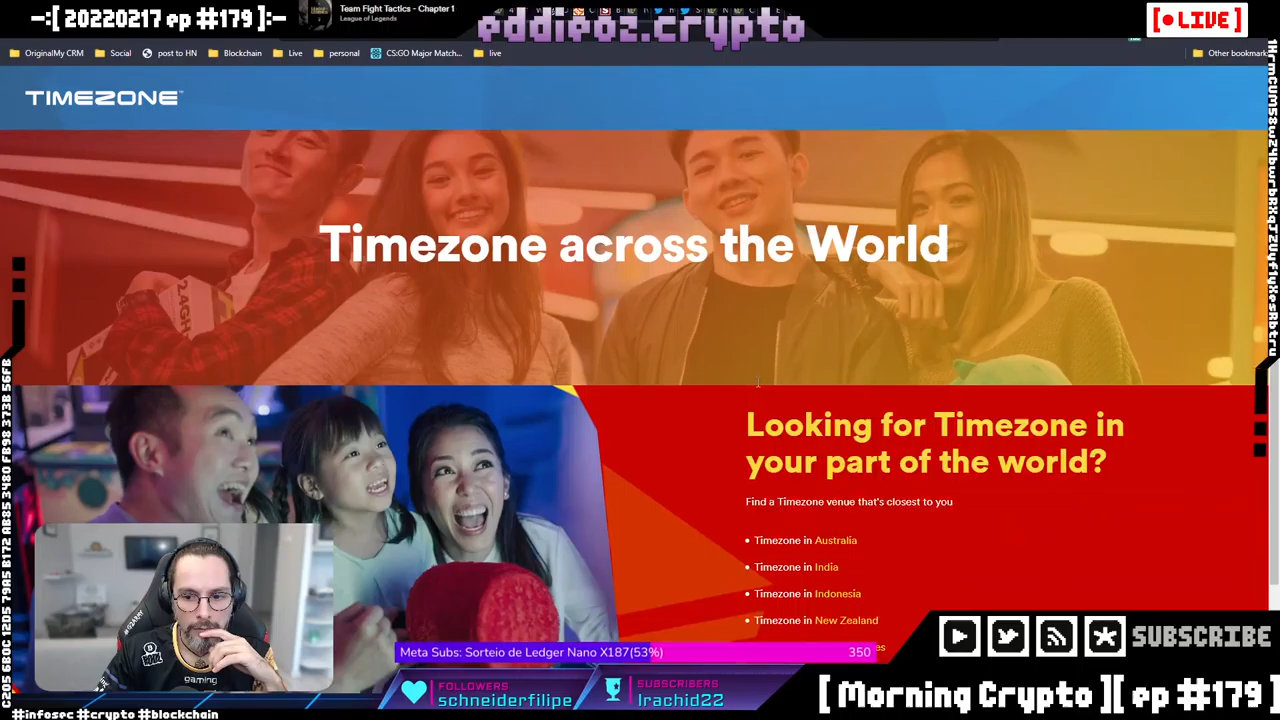 -:[ 20220217 ep #179 ]:-
Team Fight Tactics - Chapter 1
League of Legends
eddieoz.crypto
[ • LIVE ]
OriginalMy CRM
Social
post to HN
Blockchain
Live
personal
CS:GO Major Match...
live
Other bookmark
TIMEZONE™
Timezone across the World
Looking for Timezone in
your part of the world?
Find a Timezone venue that's closest to you
• Timezone in Australia
• Timezone in India
• Timezone in Indonesia
• Timezone in New Zealand
es
Meta Subs: Sorteio de Ledger Nano X187(53%)
350
FOLLOWERS
schneiderfilipe
SUBSCRIBERS
lrachid22
SUBSCRIBE
[ Morning Crypto ][ ep #179 ]
#infosec #crypto #blockchain